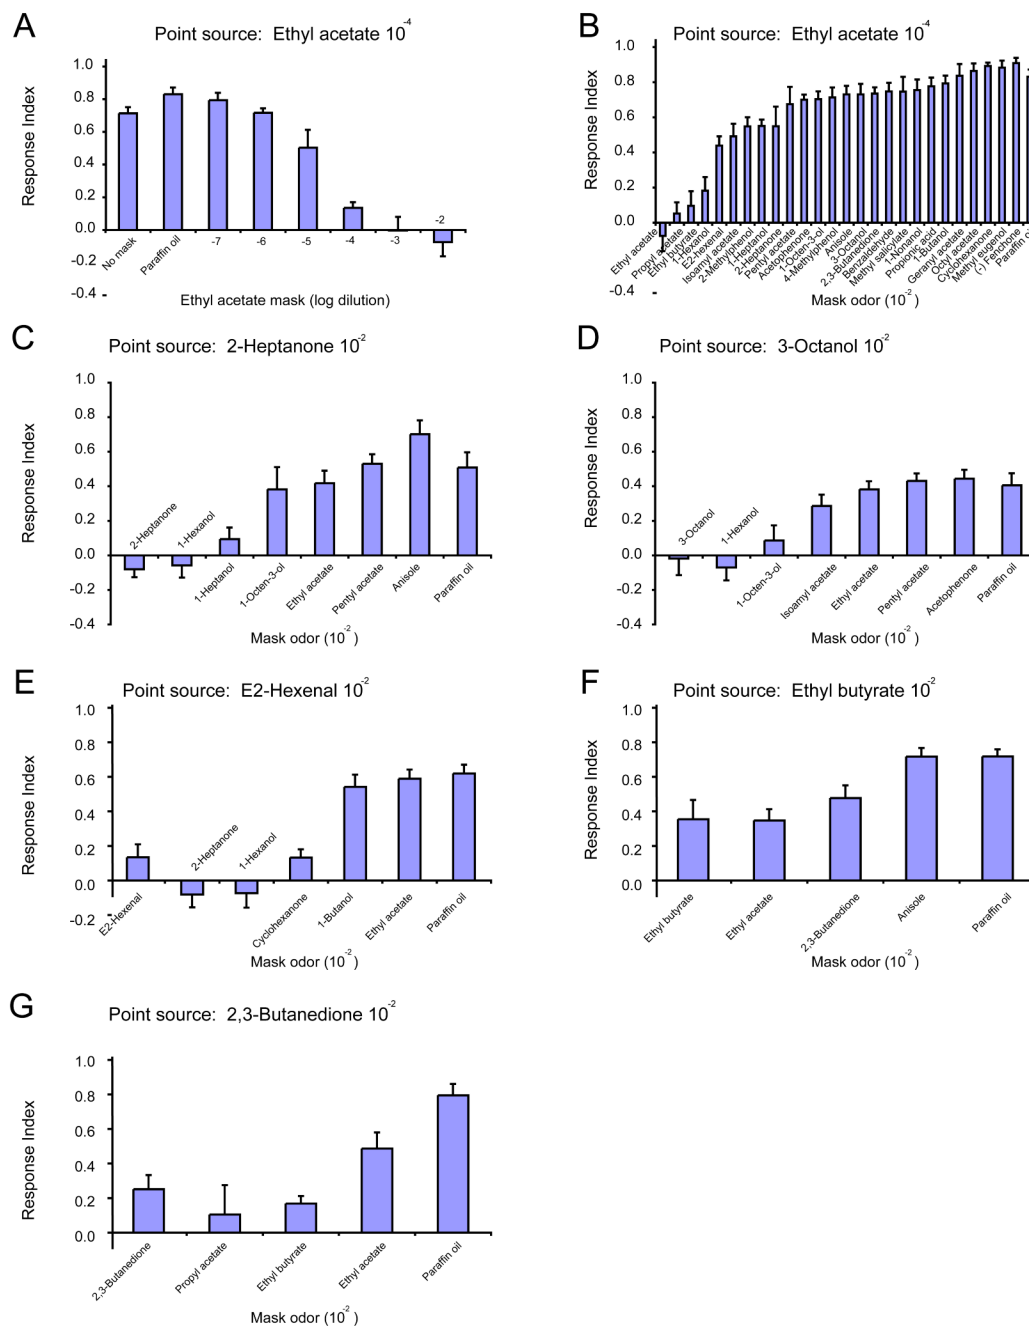 A
Point source: Ethyl acetate 10-4
Response Index
1.0
0.8
0.6
0.4
0.2
0.0
-0.2
-0.4
No mask
Paraffin oil
-7
-6
-5
-4
-3
-2
Ethyl acetate mask (log dilution)
B
Point source: Ethyl acetate 10-4
Response Index
1.0
0.8
0.6
0.4
0.2
0.0
-0.4
Ethyl acetate
Propyl acetate
Ethyl butyrate
1-Hexanol
E2-hexenal
Isoamyl acetate
2-Methylphenol
1-Heptanol
2-Heptanone
Pentyl acetate
Acetophenone
1-Octen-3-ol
4-Methylphenol
Anisole
3-Octanol
2,3-Butanedione
Benzaldehyde
Methyl salicylate
1-Nonanol
Propionic acid
1-Butanol
Geranyl acetate
Octyl acetate
Cyclohexanone
Methyl eugenol
(-) Fenchone
Paraffin oil
Mask odor (10-2)
C
Point source: 2-Heptanone 10-2
Response Index
1.0
0.8
0.6
0.4
0.2
0.0
-0.2
-0.4
2-Heptanone
1-Hexanol
1-Heptanol
1-Octen-3-ol
Ethyl acetate
Pentyl acetate
Anisole
Paraffin oil
Mask odor (10-2)
D
Point source: 3-Octanol 10-2
Response Index
1.0
0.8
0.6
0.4
0.2
0.0
-0.2
-0.4
3-Octanol
1-Hexanol
1-Octen-3-ol
Isoamyl acetate
Ethyl acetate
Pentyl acetate
Acetophenone
Paraffin oil
Mask odor (10-2)
E
Point source: E2-Hexenal 10-2
Response Index
1.0
0.8
0.6
0.4
0.2
0.0
-0.2
E2-Hexenal
2-Heptanone
1-Hexanol
Cyclohexanone
1-Butanol
Ethyl acetate
Paraffin oil
Mask odor (10-2)
F
Point source: Ethyl butyrate 10-2
Response Index
1.0
0.8
0.6
0.4
0.2
0.0
Ethyl butyrate
Ethyl acetate
2,3-Butanedione
Anisole
Paraffin oil
Mask odor (10-2)
G
Point source: 2,3-Butanedione 10-2
Response Index
1.0
0.8
0.6
0.4
0.2
0.0
2,3-Butanedione
Propyl acetate
Ethyl butyrate
Ethyl acetate
Paraffin oil
Mask odor (10-2)